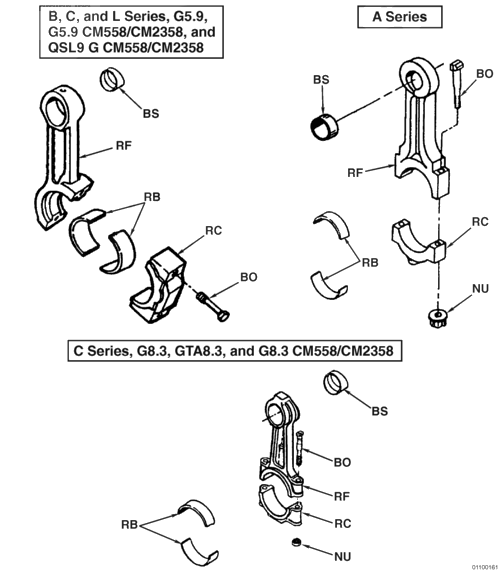 B, C, and L Series, G5.9,
G5.9 CM558/CM2358, and
QSL9 G CM558/CM2358
A Series
BS
BO
BS
RF
RF
RB
RC
RC
RB
BO
NU
C Series, G8.3, GTA8.3, and G8.3 CM558/CM2358
BS
BO
RF
RB
RC
NU
01100161